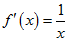 f'(x) = 1/x